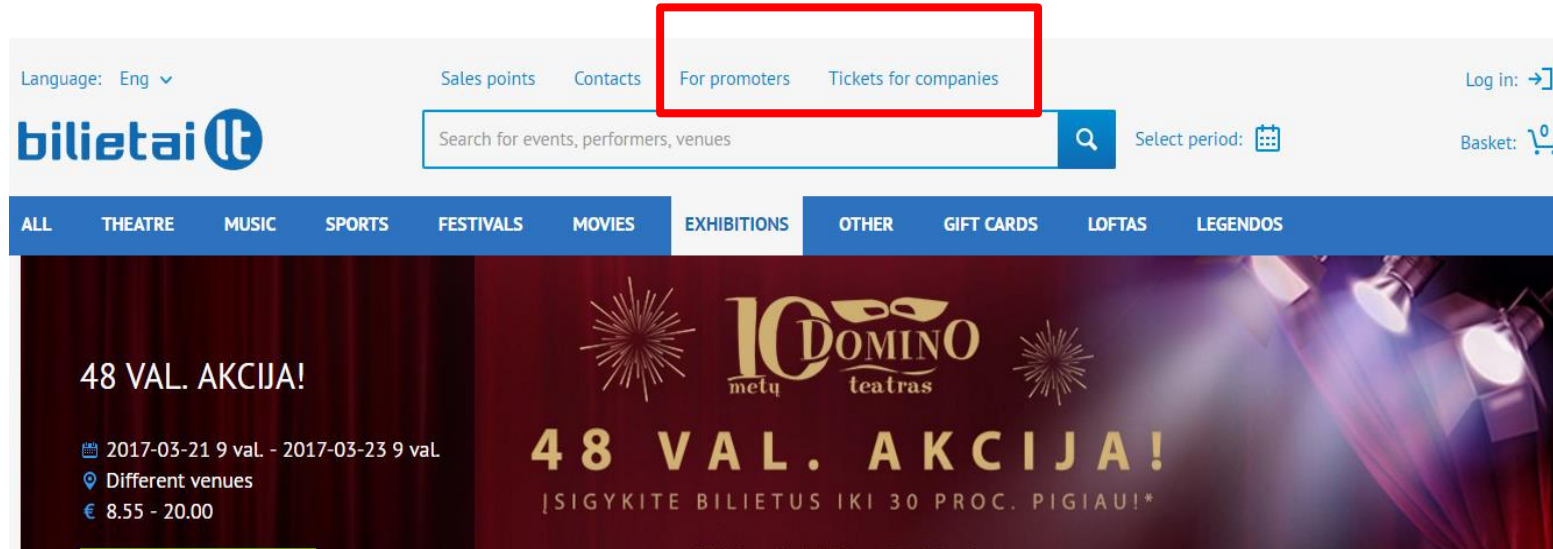 Language: Eng
Sales points Contacts For promoters Tickets for companies
Log in:
bilietai lt
Search for events, performers, venues
Select period:
Basket: 0
ALL THEATRE MUSIC SPORTS FESTIVALS MOVIES EXHIBITIONS OTHER GIFT CARDS LOFTAS LEGENDOS
48 VAL. AKCIJA!
2017-03-21 9 val. - 2017-03-23 9 val.
Different venues
€ 8.55 - 20.00
10 DOMINO
metų teatras
48 VAL. AKCIJA!
ĮSIGYKITE BILIETUS IKI 30 PROC. PIGIAU!*